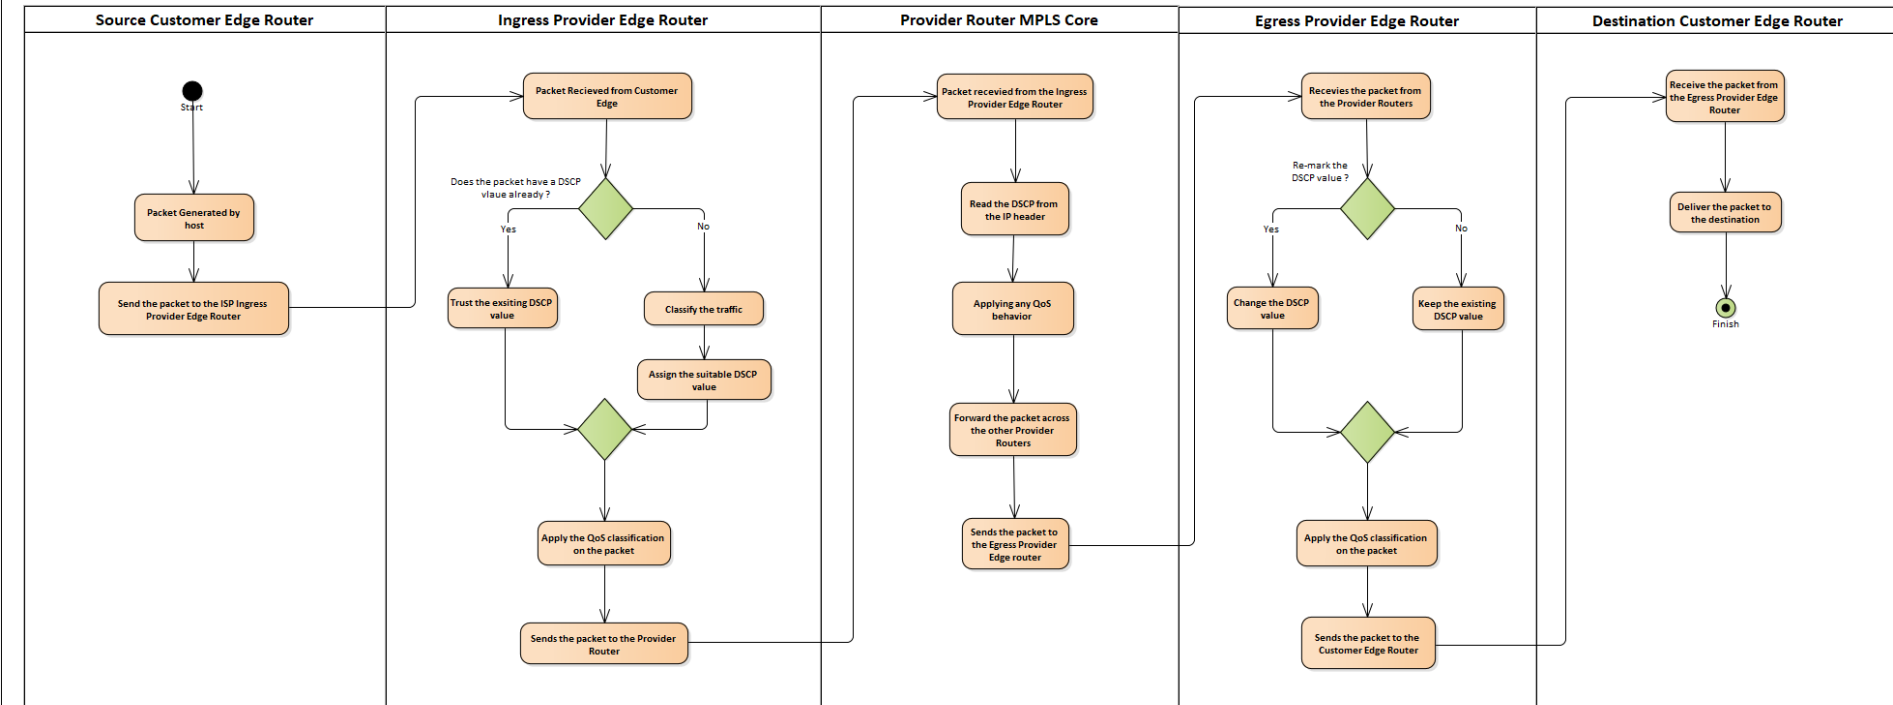 Source Customer Edge Router
Ingress Provider Edge Router
Provider Router MPLS Core
Egress Provider Edge Router
Destination Customer Edge Router
Start
Packet Generated by
host
Send the packet to the ISP Ingress
Provider Edge Router
Packet Recieved from Customer
Edge
Does the packet have a DSCP
vlaue already ?
Yes
No
Trust the exsiting DSCP
value
Classify the traffic
Assign the suitable DSCP
value
Apply the QoS classification
on the packet
Sends the packet to the Provider
Router
Packet recevied from the Ingress
Provider Edge Router
Read the DSCP from
the IP header
Applying any QoS
behavior
Forward the packet across
the other Provider
Routers
Sends the packet to
the Egress Provider
Edge router
Recevies the packet from
the Provider Routers
Re-mark the
DSCP value ?
Yes
No
Change the DSCP
value
Keep the existing
DSCP value
Apply the QoS classification
on the packet
Sends the packet to the
Customer Edge Router
Receive the packet from
the Egress Provider Edge
Router
Deliver the packet to
the destination
Finish